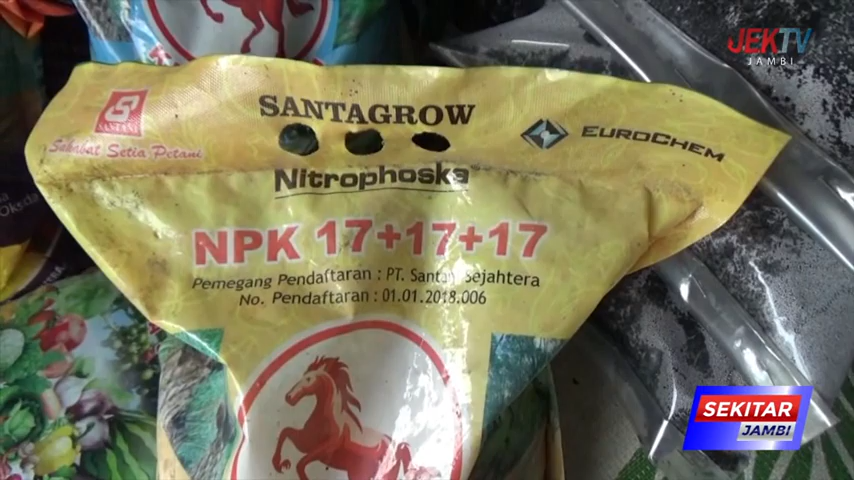 JEKTV
JAMBI
SANTAGROW
SANTANI
Sahabat Setia Petani
EUROCHEM
Nitrophoska
NPK 17+17+17
Pemegang Pendaftaran : PT. Santani Sejahtera
No. Pendaftaran : 01.01.2018.006
SEKITAR
JAMBI